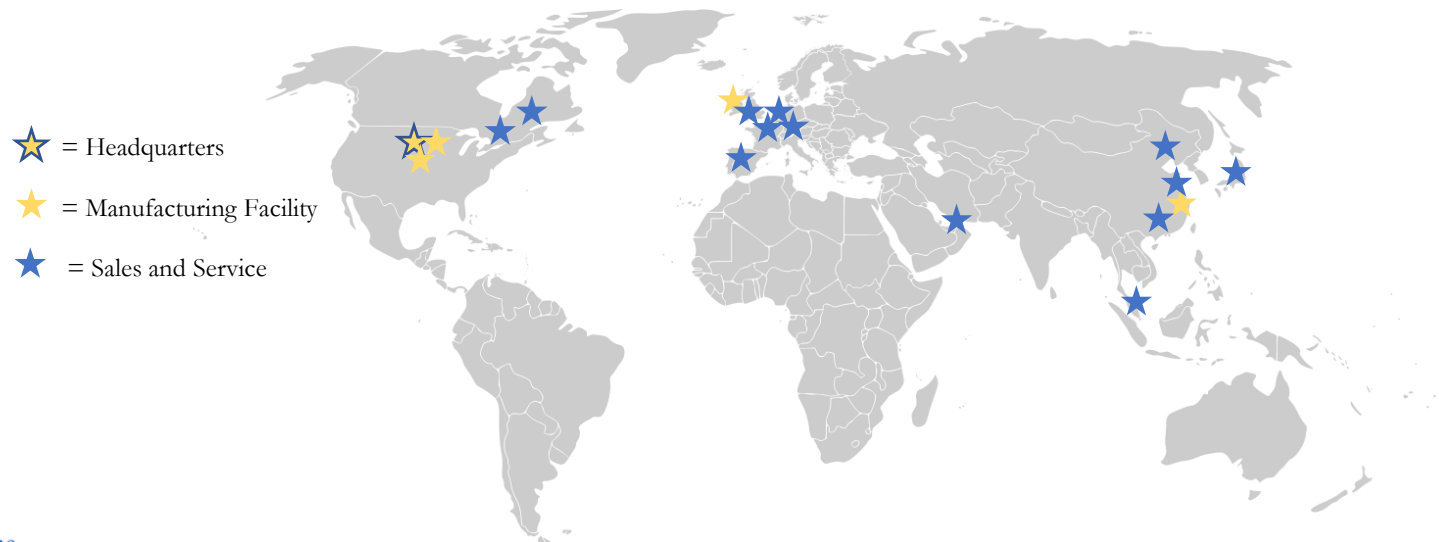 = Headquarters
= Manufacturing Facility
= Sales and Service